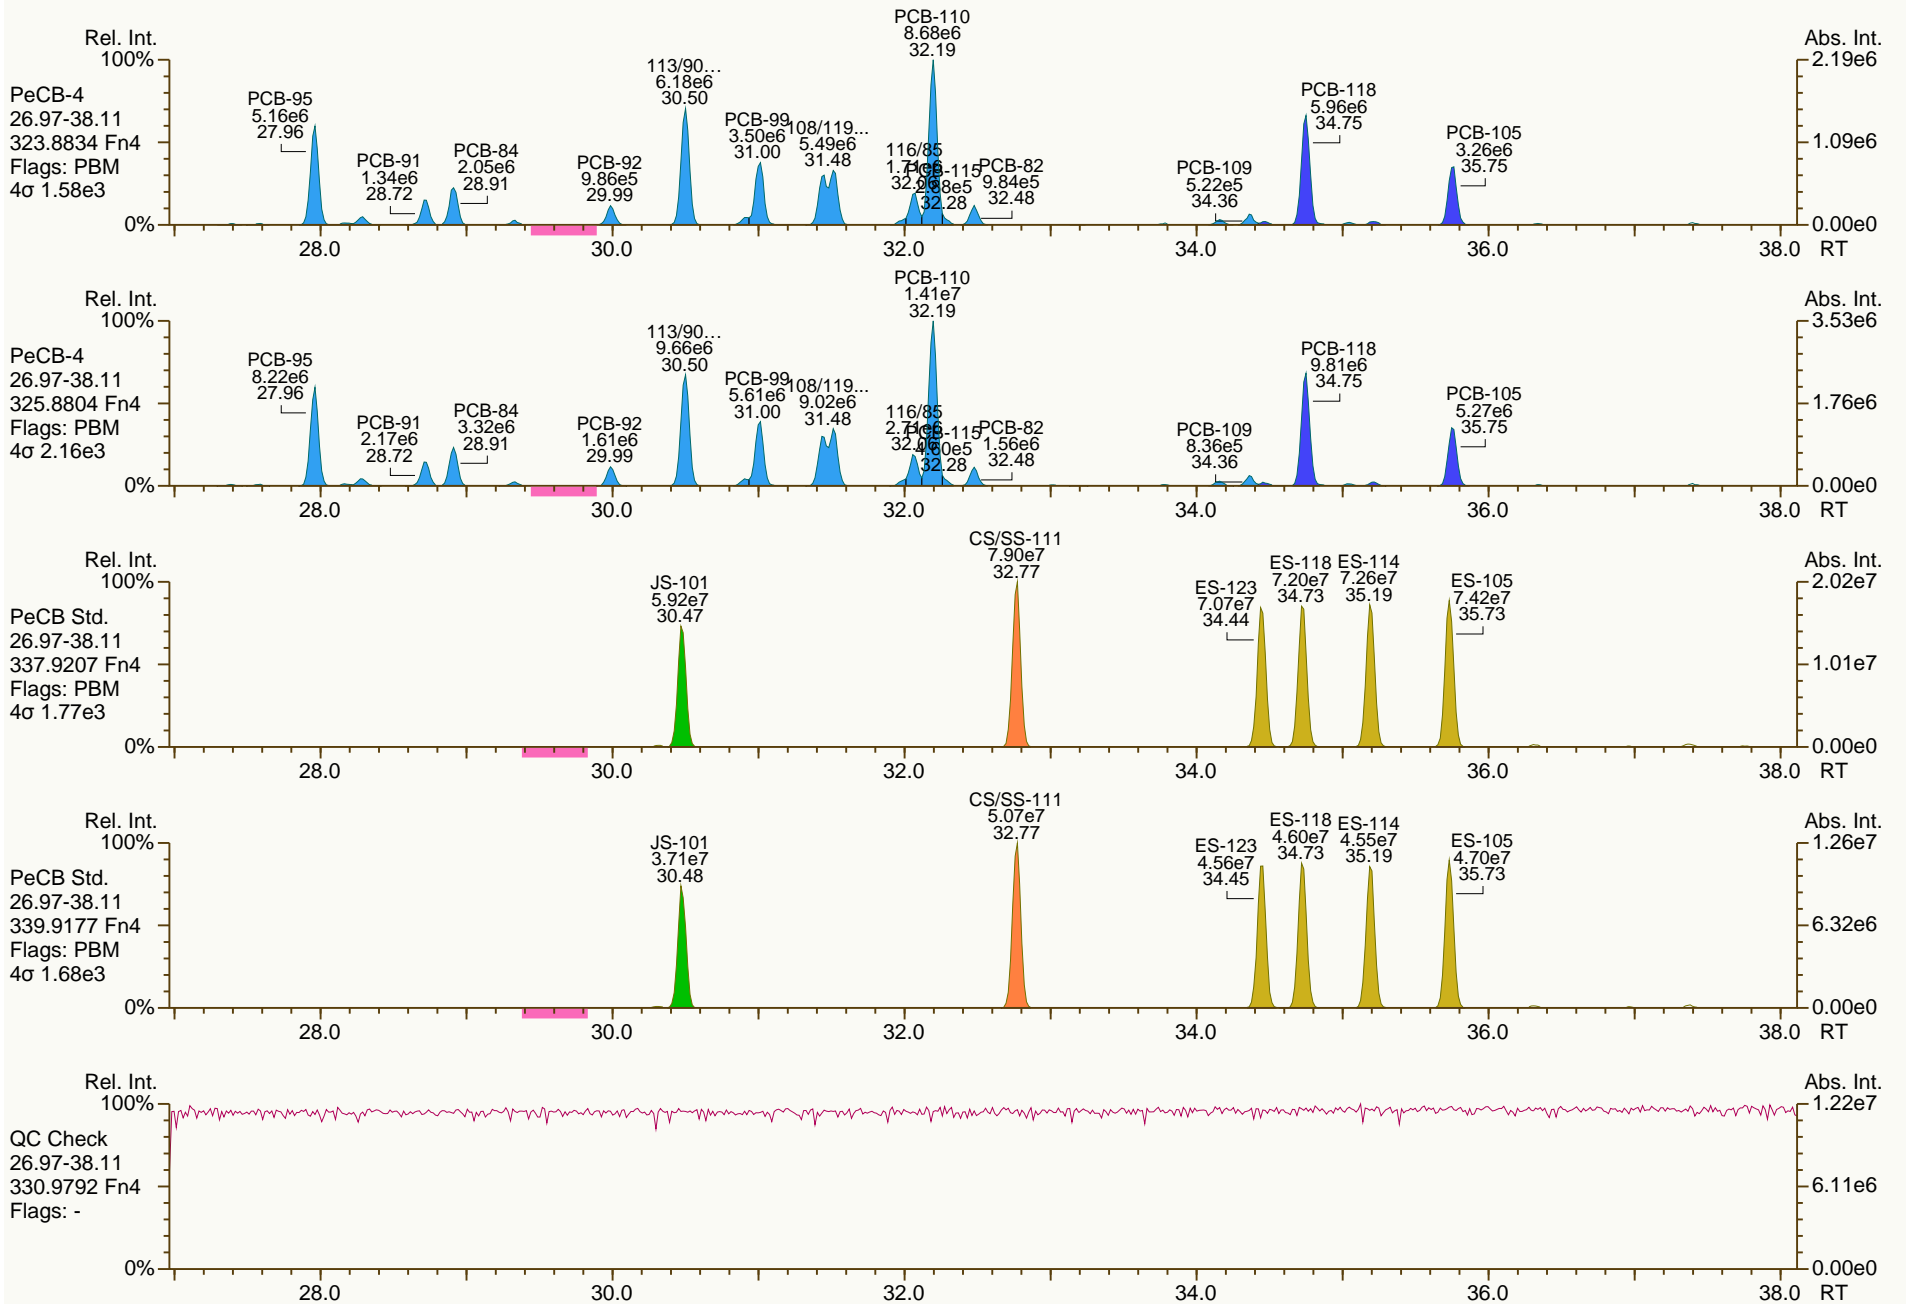 Rel. Int.
100%
0%
PeCB-4
26.97-38.11
323.8834 Fn4
Flags: PBM
4σ 1.58e3
PCB-95
5.16e6
27.96
PCB-91
1.34e6
28.72
PCB-84
2.05e6
28.91
PCB-92
9.86e5
29.99
113/90...
6.18e6
30.50
PCB-99
3.50e6
31.00
108/119...
5.49e6
31.48
116/85
1.71e6
32.06
PCB-110
8.68e6
32.19
PCB-115
32.28
PCB-82
9.84e5
32.48
PCB-109
5.22e5
34.36
PCB-118
5.96e6
34.75
PCB-105
3.26e6
35.75
Abs. Int.
2.19e6
1.09e6
0.00e0
28.0 30.0 32.0 34.0 36.0 38.0 RT
Rel. Int.
100%
0%
PeCB-4
26.97-38.11
325.8804 Fn4
Flags: PBM
4σ 2.16e3
PCB-95
8.22e6
27.96
PCB-91
2.17e6
28.72
PCB-84
3.32e6
28.91
PCB-92
1.61e6
29.99
113/90...
9.66e6
30.50
PCB-99
5.61e6
31.00
108/119...
9.02e6
31.48
116/85
2.71e6
32.06
PCB-110
1.41e7
32.19
PCB-115
4.60e5
32.28
PCB-82
1.56e6
32.48
PCB-109
8.36e5
34.36
PCB-118
9.81e6
34.75
PCB-105
5.27e6
35.75
Abs. Int.
3.53e6
1.76e6
0.00e0
28.0 30.0 32.0 34.0 36.0 38.0 RT
Rel. Int.
100%
0%
PeCB Std.
26.97-38.11
337.9207 Fn4
Flags: PBM
4σ 1.77e3
JS-101
5.92e7
30.47
CS/SS-111
7.90e7
32.77
ES-123
7.07e7
34.44
ES-118
7.20e7
34.73
ES-114
7.26e7
35.19
ES-105
7.42e7
35.73
Abs. Int.
2.02e7
1.01e7
0.00e0
28.0 30.0 32.0 34.0 36.0 38.0 RT
Rel. Int.
100%
0%
PeCB Std.
26.97-38.11
339.9177 Fn4
Flags: PBM
4σ 1.68e3
JS-101
3.71e7
30.48
CS/SS-111
5.07e7
32.77
ES-123
4.56e7
34.45
ES-118
4.60e7
34.73
ES-114
4.55e7
35.19
ES-105
4.70e7
35.73
Abs. Int.
1.26e7
6.32e6
0.00e0
28.0 30.0 32.0 34.0 36.0 38.0 RT
Rel. Int.
100%
0%
QC Check
26.97-38.11
330.9792 Fn4
Flags: -
Abs. Int.
1.22e7
6.11e6
0.00e0
28.0 30.0 32.0 34.0 36.0 38.0 RT